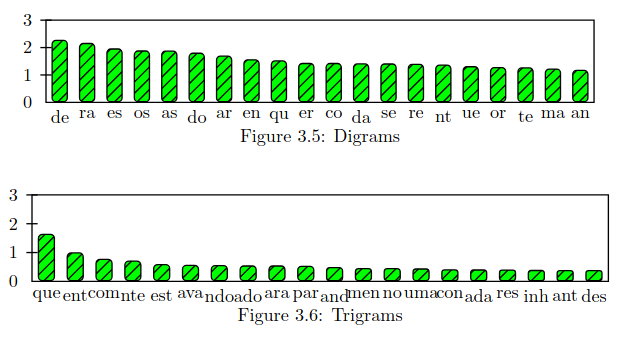 3
2
1
0
de ra es os as do ar en qu er co da se re nt ue or te ma an
Figure 3.5: Digrams
3
2
1
0
que ent com nte est ava ndo ado ara par and men no uma con ada res inh ant des
Figure 3.6: Trigrams